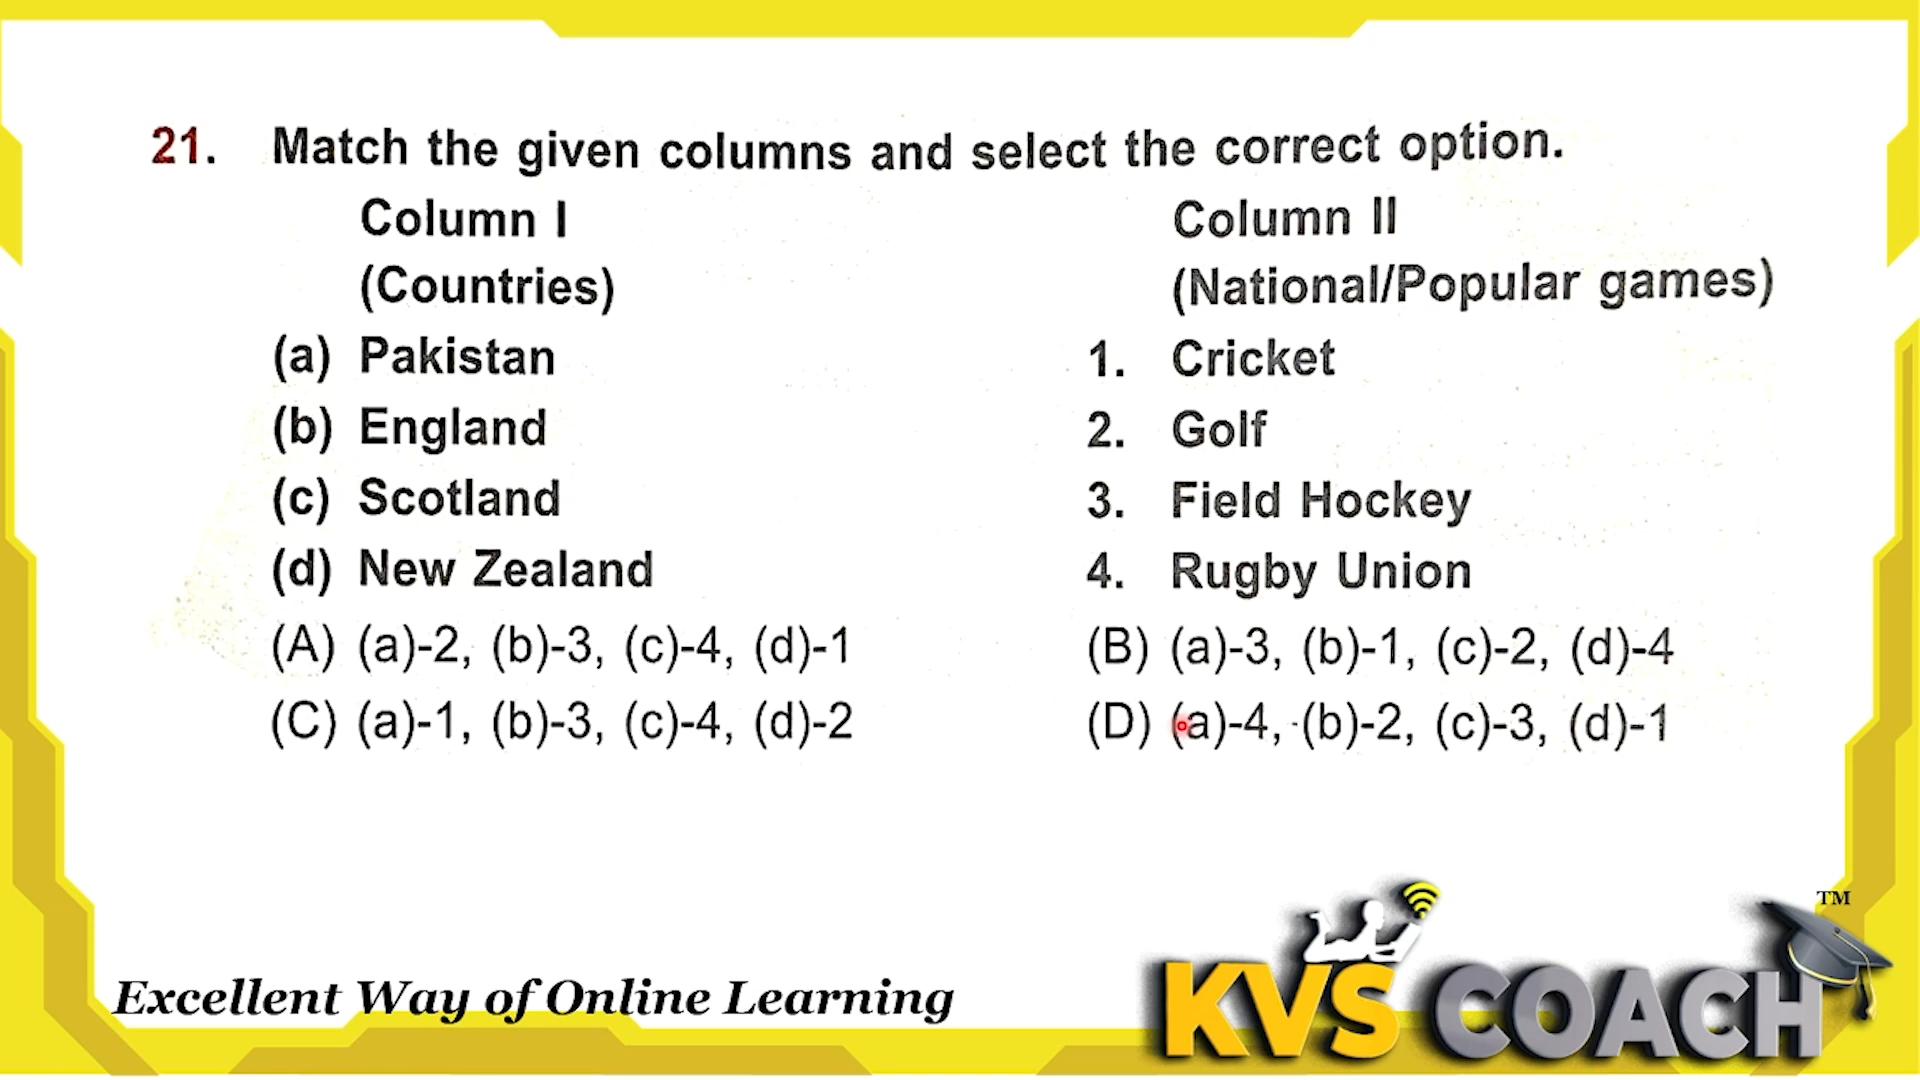 21. Match the given columns and select the correct option.
Column I Column II
(Countries) (National/Popular games)
(a) Pakistan 1. Cricket
(b) England 2. Golf
(c) Scotland 3. Field Hockey
(d) New Zealand 4. Rugby Union
(A) (a)-2, (b)-3, (c)-4, (d)-1 (B) (a)-3, (b)-1, (c)-2, (d)-4
(C) (a)-1, (b)-3, (c)-4, (d)-2 (D) (a)-4, (b)-2, (c)-3, (d)-1
Excellent Way of Online Learning
KVS COACH TM